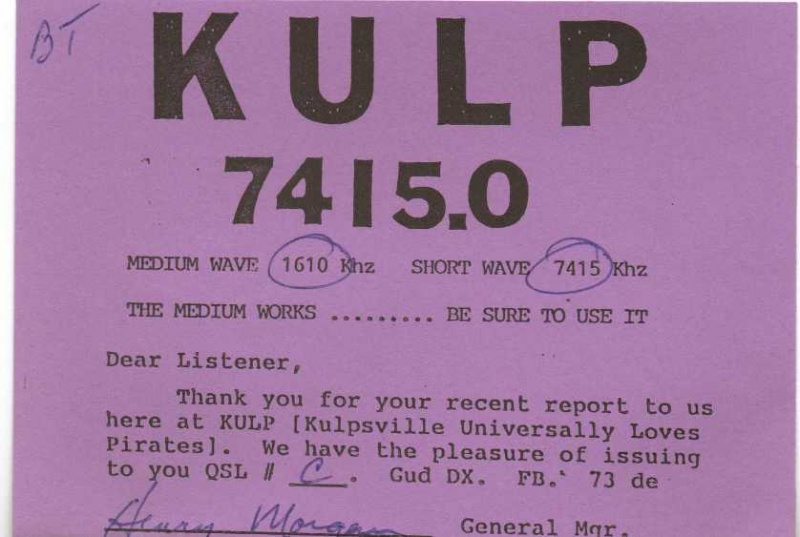 BT
KULP
7415.0
MEDIUM WAVE 1610 Khz SHORT WAVE 7415 Khz
THE MEDIUM WORKS ......... BE SURE TO USE IT
Dear Listener,
Thank you for your recent report to us
here at KULP [Kulpsville Universally Loves
Pirates]. We have the pleasure of issuing
to you QSL # C. Gud DX. FB. 73 de
Henry Morgan General Mgr.